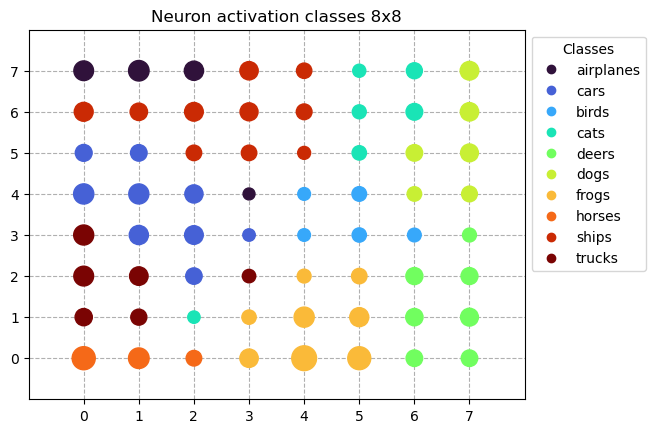 Neuron activation classes 8x8
7
6
5
4
3
2
1
0
0 1 2 3 4 5 6 7
Classes
airplanes
cars
birds
cats
deers
dogs
frogs
horses
ships
trucks